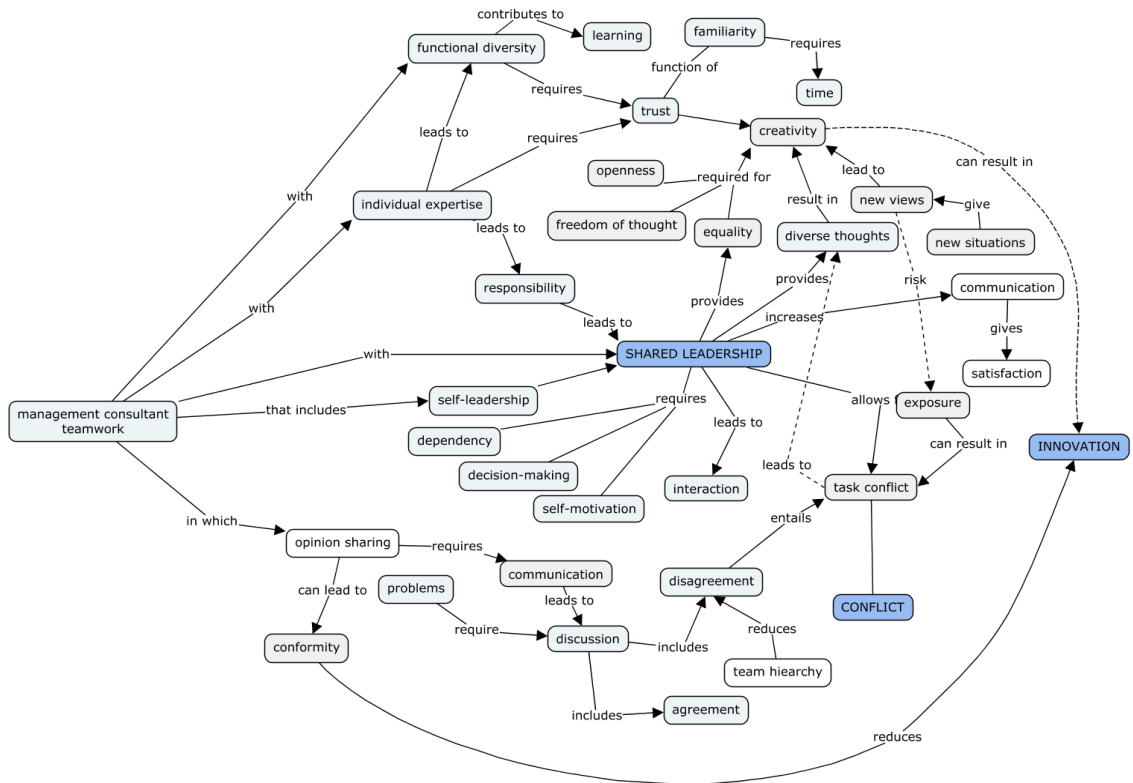 contributes to
functional diversity
learning
familiarity
requires
function of
time
requires
trust
leads to
requires
creativity
can result in
with
openness
required for
lead to
individual expertise
result in
new views
give
freedom of thought
equality
diverse thoughts
new situations
leads to
with
risk
responsibility
provides
communication
provides
increases
leads to
gives
with
SHARED LEADERSHIP
satisfaction
management consultant
teamwork
that includes
self-leadership
requires
allows
exposure
dependency
leads to
can result in
INNOVATION
decision-making
leads to
interaction
task conflict
self-motivation
entails
in which
opinion sharing
requires
communication
disagreement
problems
can lead to
leads to
CONFLICT
require
discussion
reduces
conformity
includes
team hiearchy
includes
agreement
reduces